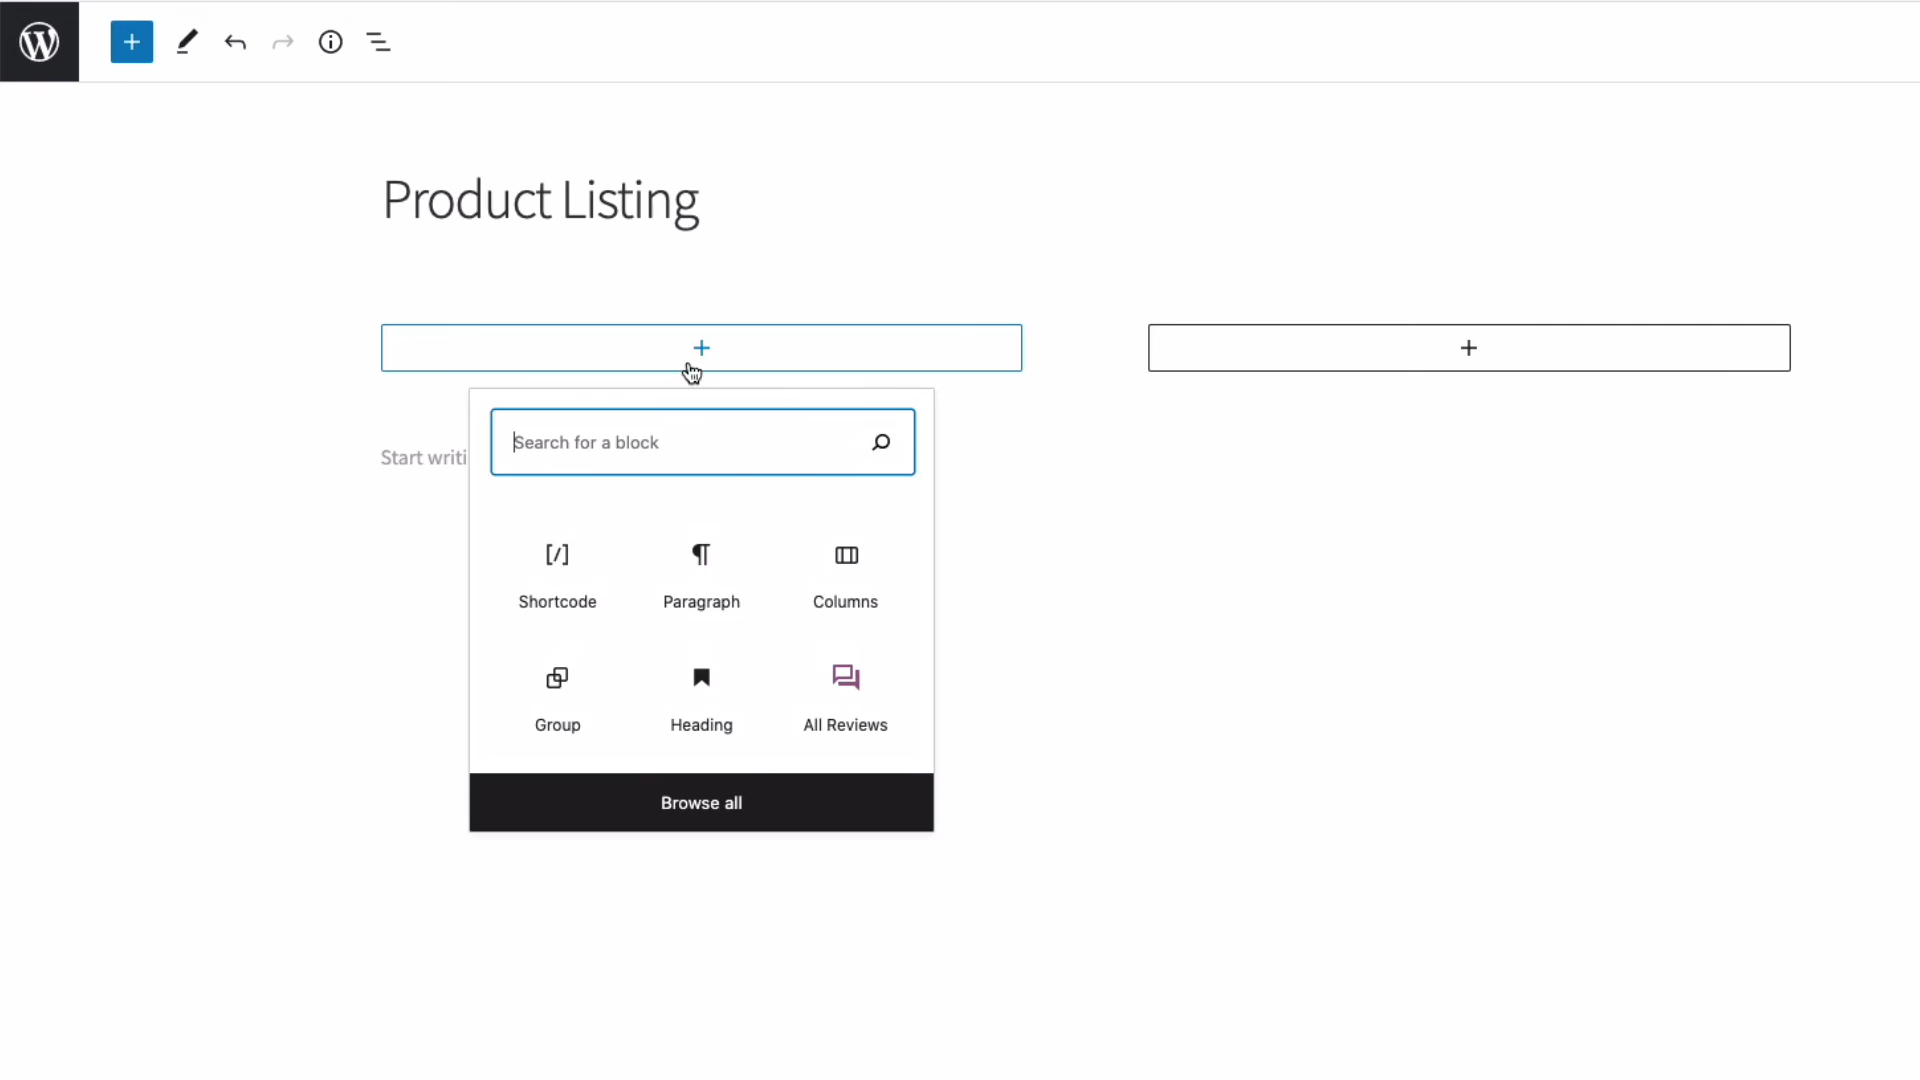 Product Listing
Start writi
Search for a block
Shortcode
Paragraph
Columns
Group
Heading
All Reviews
Browse all